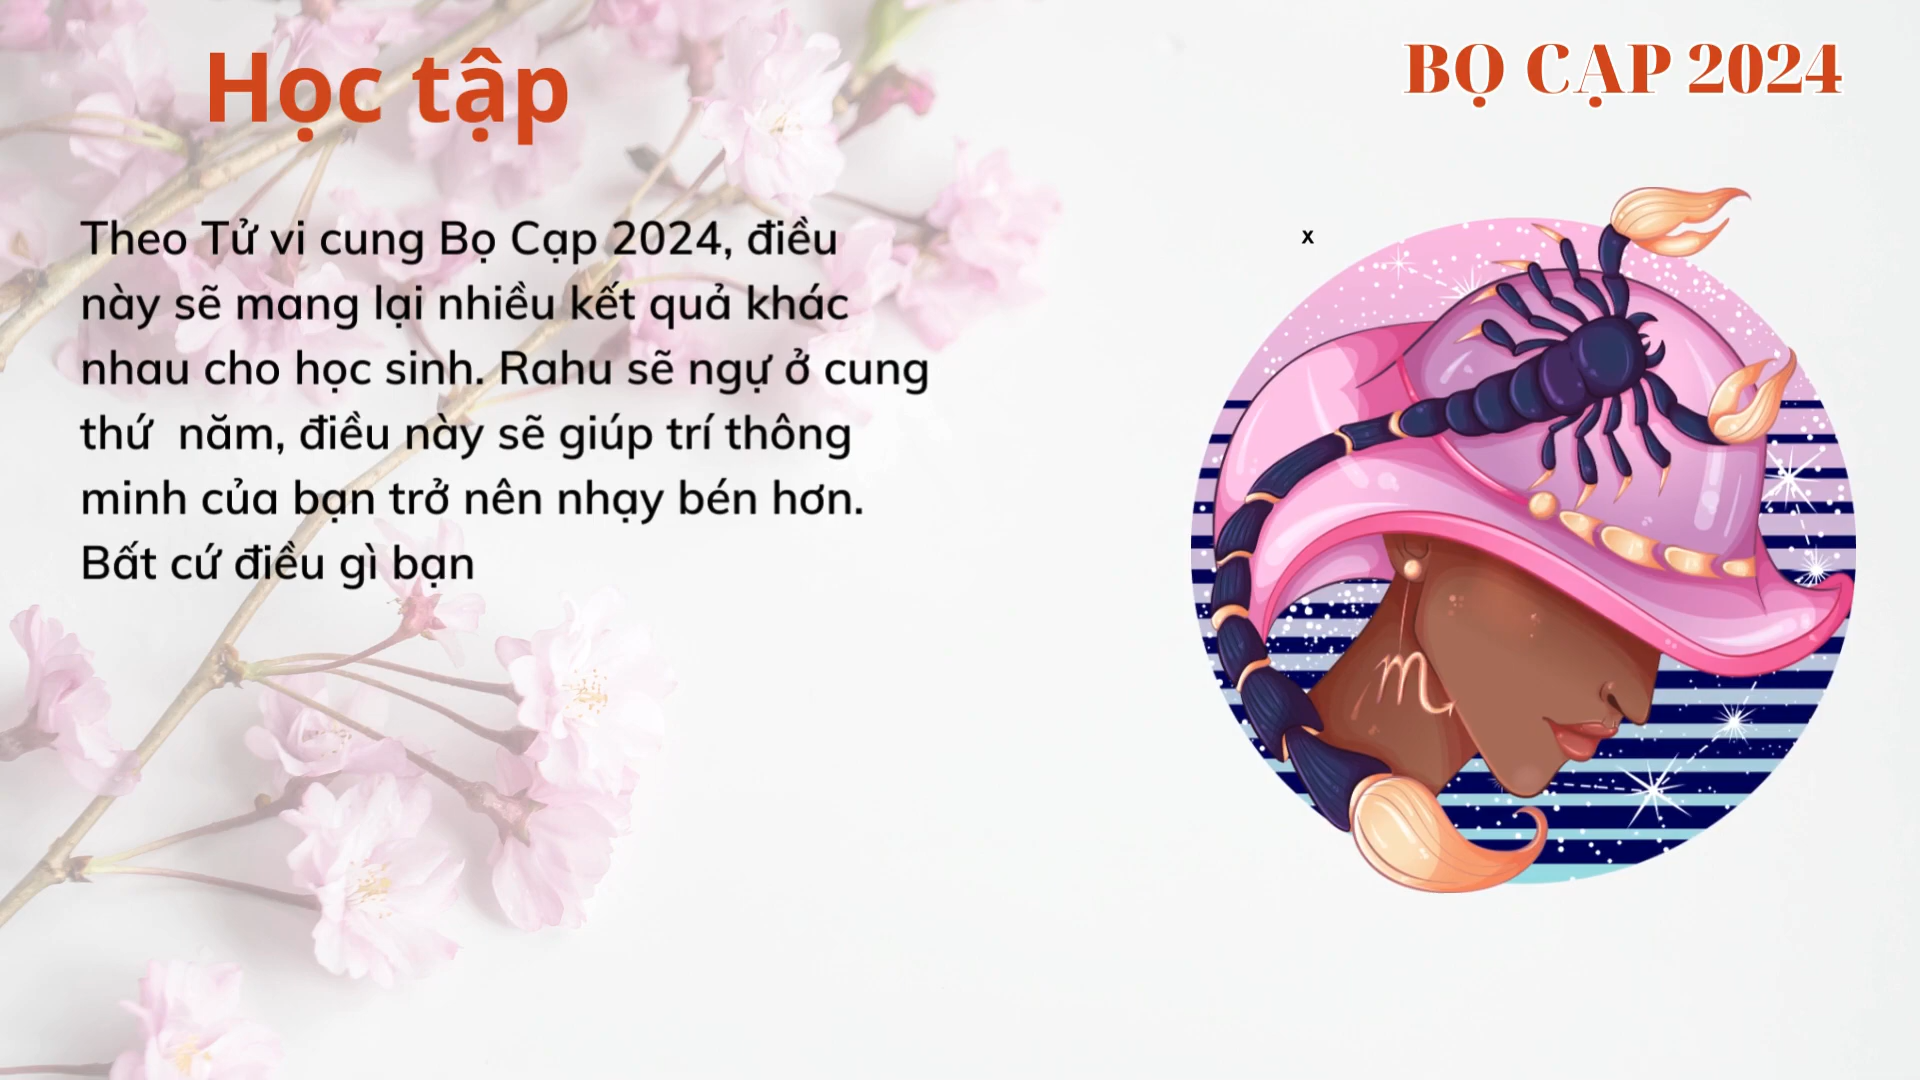 Học tập
BỌ CẠP 2024
Theo Tử vi cung Bọ Cạp 2024, điều
này sẽ mang lại nhiều kết quả khác
nhau cho học sinh. Rahu sẽ ngự ở cung
thứ  năm, điều này sẽ giúp trí thông
minh của bạn trở nên nhạy bén hơn.
Bất cứ điều gì bạn
x